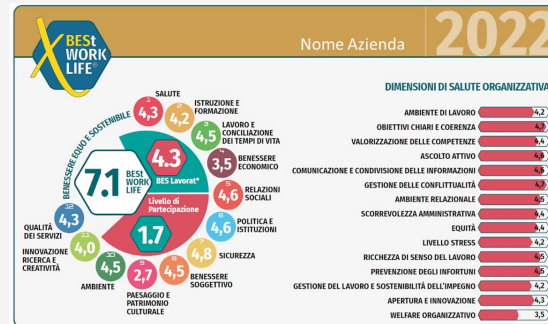 BESt
WORK
LIFE®
Nome Azienda
2022
BENESSERE EQUO E SOSTENIBILE
7.1 BESt WORK LIFE
4.3
BES Lavorat*
Livello di
Partecipazione
1.7
SALUTE
4,3
ISTRUZIONE E
FORMAZIONE
4,2
LAVORO E
CONCILIAZIONE
DEI TEMPI DI VITA
4,5
BENESSERE
ECONOMICO
3,5
RELAZIONI
SOCIALI
4,6
POLITICA E
ISTITUZIONI
4,6
SICUREZZA
4,8
BENESSERE
SOGGETTIVO
4,5
PAESAGGIO E
PATRIMONIO
CULTURALE
2,7
AMBIENTE
4,5
INNOVAZIONE
RICERCA E
CREATIVITÀ
4,0
QUALITÀ
DEI SERVIZI
4,3
DIMENSIONI DI SALUTE ORGANIZZATIVA
AMBIENTE DI LAVORO 4,2
OBIETTIVI CHIARI E COERENZA 4,7
VALORIZZAZIONE DELLE COMPETENZE 4,4
ASCOLTO ATTIVO 4,6
COMUNICAZIONE E CONDIVISIONE DELLE INFORMAZIONI 4,6
GESTIONE DELLE CONFLITTUALITÀ 4,7
AMBIENTE RELAZIONALE 4,5
SCORREVOLEZZA AMMINISTRATIVA 4,4
EQUITÀ 4,4
LIVELLO STRESS 4,2
RICCHEZZA DI SENSO DEL LAVORO 4,5
PREVENZIONE DEGLI INFORTUNI 4,5
GESTIONE DEL LAVORO E SOSTENIBILITÀ DELL'IMPEGNO 4,2
APERTURA E INNOVAZIONE 4,3
WELFARE ORGANIZZATIVO 3,5